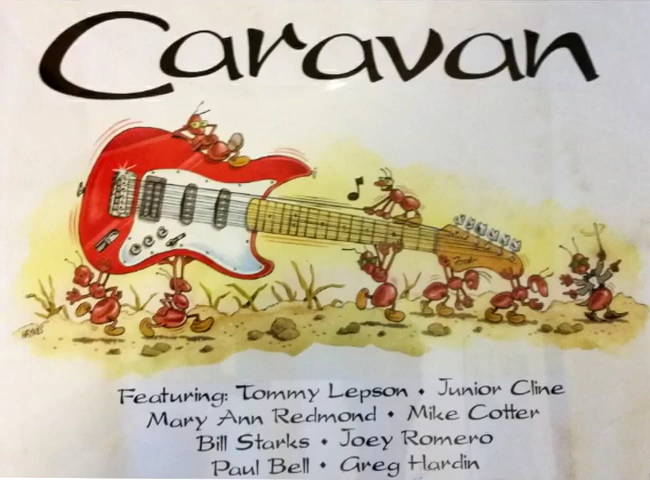 Caravan
Featuring: Tommy Lepson • Junior Cline
Mary Ann Redmond • Mike Cotter
Bill Starks • Joey Romero
Paul Bell • Greg Hardin